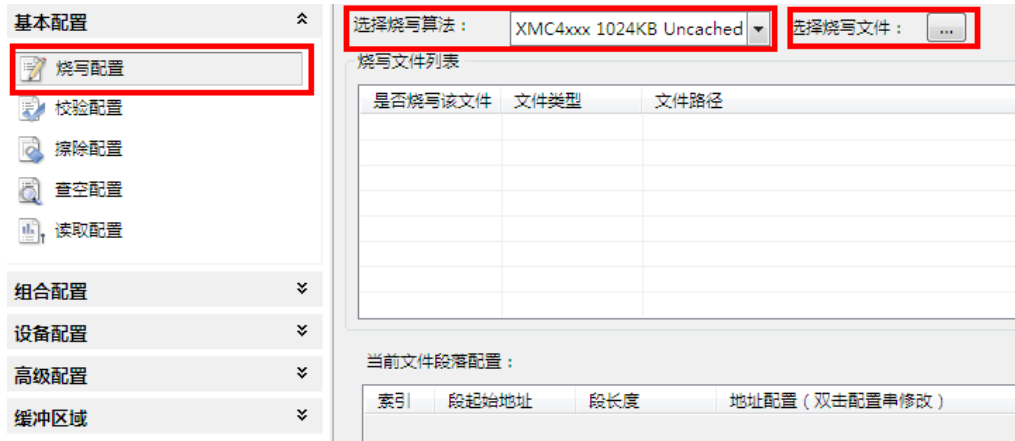 基本配置
烧写配置
校验配置
擦除配置
查空配置
读取配置
组合配置
设备配置
高级配置
缓冲区域
选择烧写算法： XMC4xxx 1024KB Uncached 选择烧写文件： ...
烧写文件列表
是否烧写该文件 文件类型 文件路径
当前文件段落配置：
索引 段起始地址 段长度 地址配置（双击配置串修改）